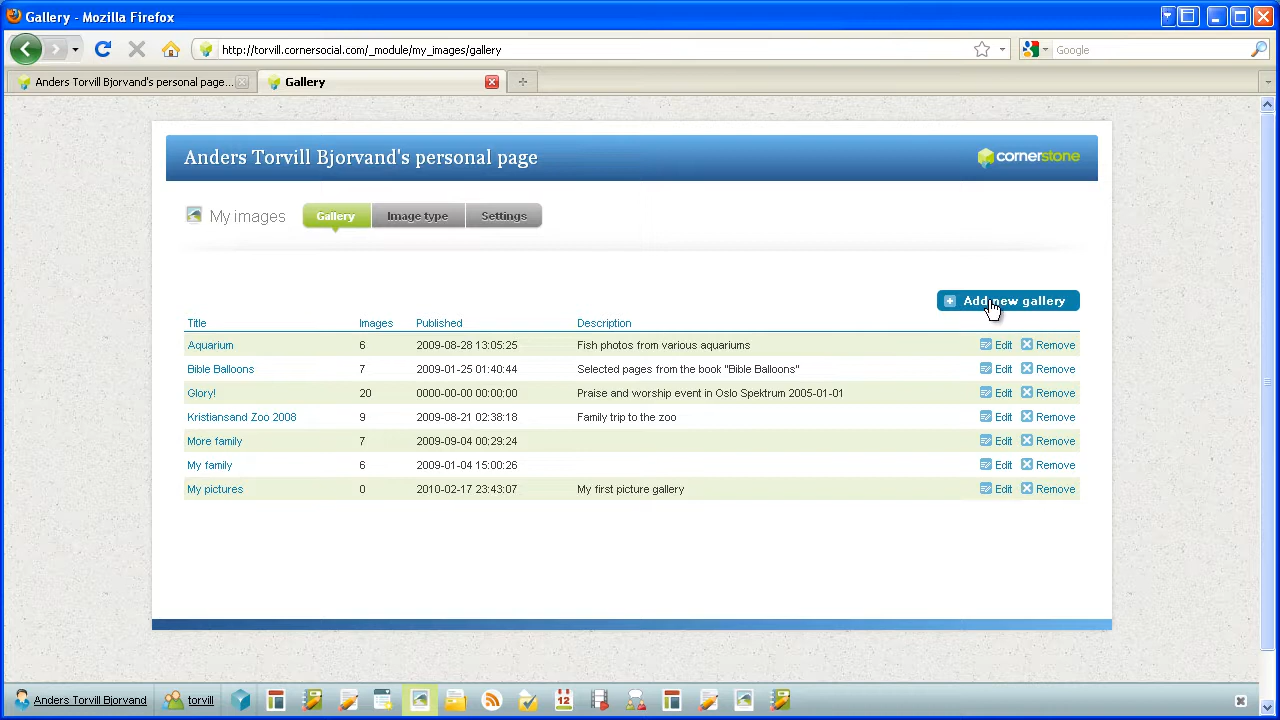 Gallery - Mozilla Firefox
http://torvill.cornersonal.com/_module/my_images/gallery
Google
Anders Torvill Bjorvand's personal page...
Gallery
Anders Torvill Bjorvand's personal page
cornerstone
My images
Gallery
Image type
Settings
Add new gallery
Title Images Published Description
Aquarium 6 2009-08-28 13:05:25 Fish photos from various aquariums Edit Remove
Bible Balloons 7 2009-01-25 01:40:44 Selected pages from the book "Bible Balloons" Edit Remove
Glory! 20 0000-00-00 00:00:00 Praise and worship event in Oslo Spektrum 2005-01-01 Edit Remove
Kristiansand Zoo 2008 9 2009-08-21 02:38:18 Family trip to the zoo Edit Remove
More family 7 2009-09-04 00:29:24 Edit Remove
My family 6 2009-01-04 15:00:26 Edit Remove
My pictures 0 2010-02-17 23:43:07 My first picture gallery Edit Remove
Anders Torvill Bjorvand torvill 12